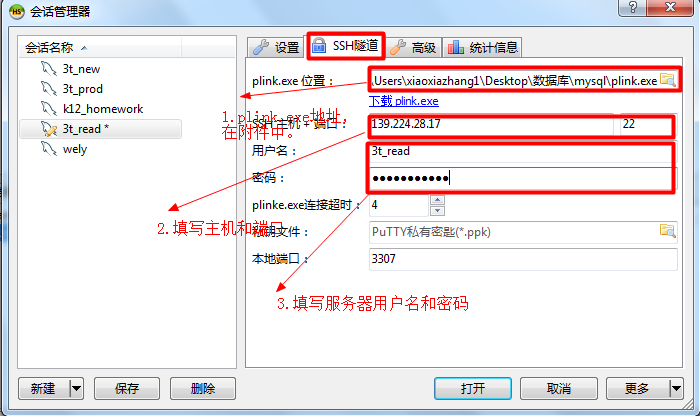 会话管理器
会话名称
3t_new
3t_prod
k12_homework
3t_read *
wely
设置
SSH隧道
高级
统计信息
plink.exe 位置：
.\Users\xiaoxiazhang1\Desktop\数据库\mysql\plink.exe
下载 plink.exe
1.plink.exe地址,
在附件中。
SSH 主机 + 端口：
139.224.28.17
22
用户名：
3t_read
密码：
●●●●●●●●●●●
2.填写主机和端口
plinke.exe连接超时：
4
私钥文件：
PuTTY私有密匙(*.ppk)
本地端口：
3307
3.填写服务器用户名和密码
新建
保存
删除
打开
取消
更多